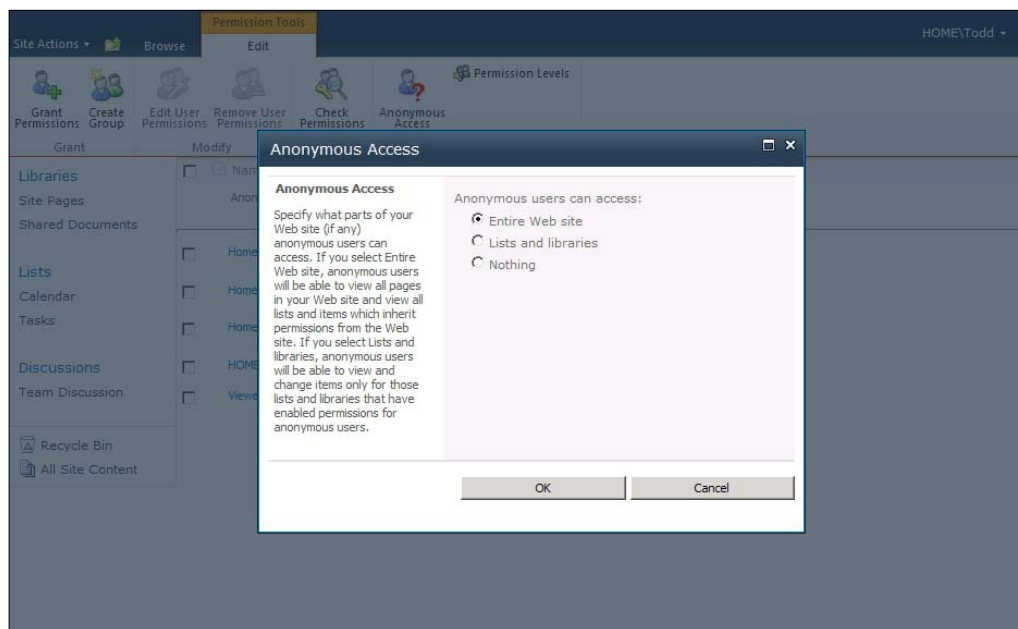 Permission Tools
HOME\Todd
Site Actions
Browse
Edit
Permission Levels
Grant Permissions
Create Group
Edit User Permissions
Remove User Permissions
Check Permissions
Anonymous Access
Grant
Modify
Anonymous Access
Libraries
Site Pages
Shared Documents
Lists
Calendar
Tasks
Discussions
Team Discussion
Recycle Bin
All Site Content
Home
Home
Home
HOME
Anonymous Access
Specify what parts of your
Web site (if any)
anonymous users can
access. If you select Entire
Web site, anonymous users
will be able to view all pages
in your Web site and view all
lists and items which inherit
permissions from the Web
site. If you select Lists and
libraries, anonymous users
will be able to view and
change items only for those
lists and libraries that have
enabled permissions for
anonymous users.
Anonymous users can access:
Entire Web site
Lists and libraries
Nothing
OK
Cancel